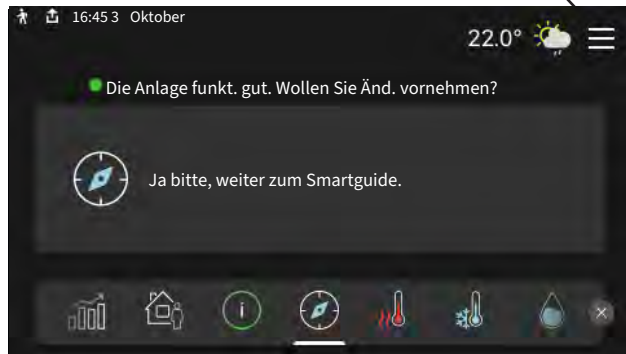 16:45 3 Oktober
22.0°
Die Anlage funkt. gut. Wollen Sie Änd. vornehmen?
Ja bitte, weiter zum Smartguide.
i